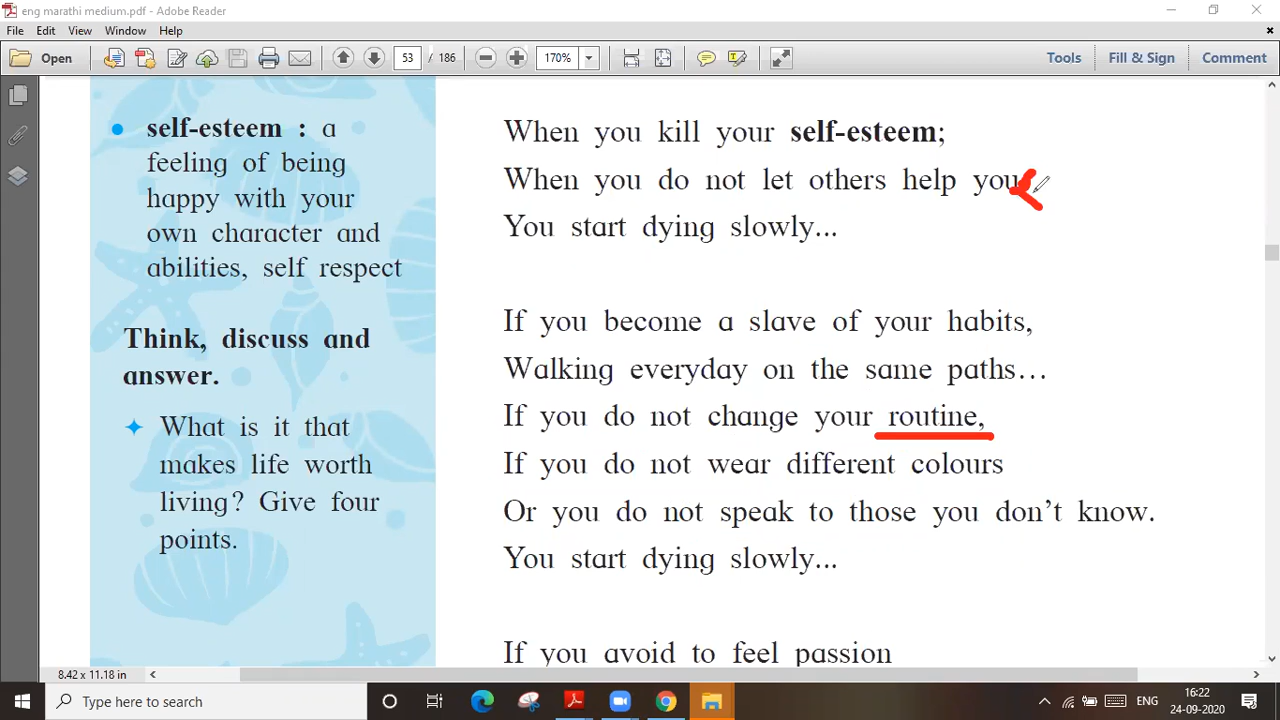 eng marathi medium.pdf - Adobe Reader
File Edit View Window Help
Open 53 / 186 170% Tools Fill & Sign Comment
self-esteem : a
feeling of being
happy with your
own character and
abilities, self respect
Think, discuss and
answer.
What is it that
makes life worth
living? Give four
points.
When you kill your self-esteem;
When you do not let others help you
You start dying slowly...
If you become a slave of your habits,
Walking everyday on the same paths...
If you do not change your routine,
If you do not wear different colours
Or you do not speak to those you don't know.
You start dying slowly...
If you avoid to feel passion
8.42 x 11.18 in
Type here to search
ENG
16:22
24-09-2020